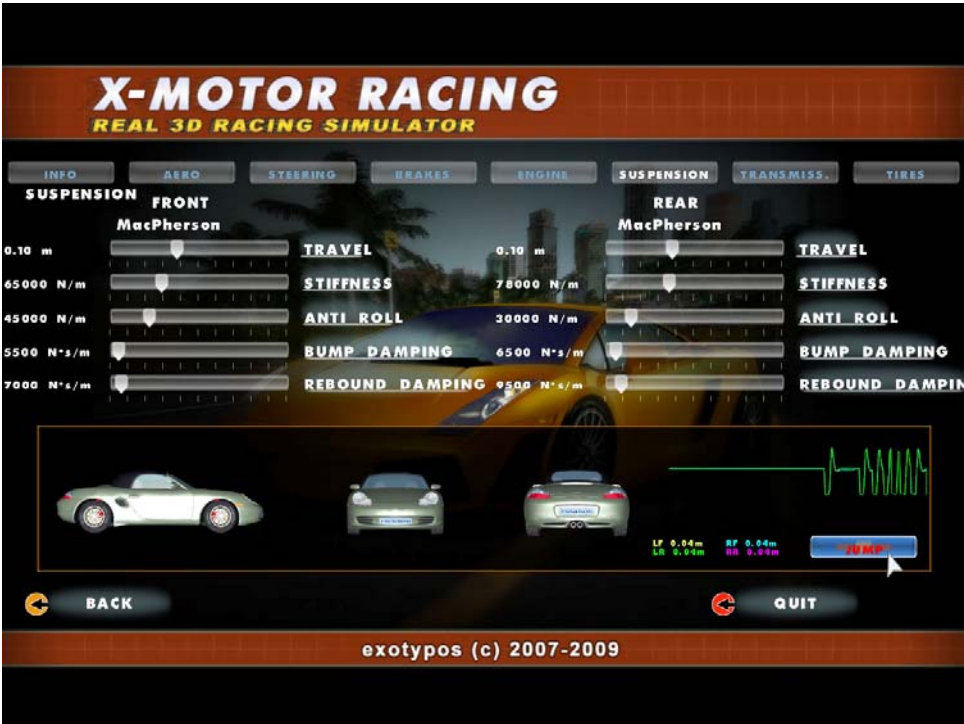 X-MOTOR RACING
REAL 3D RACING SIMULATOR
INFO AERO STEERING BRAKES ENGINE SUSPENSION TRANSMISS. TIRES
SUSPENSION
FRONT REAR
MacPherson MacPherson
0.10 m TRAVEL 0.10 m TRAVEL
65000 N/m STIFFNESS 78000 N/m STIFFNESS
45000 N/m ANTI ROLL 30000 N/m ANTI ROLL
5500 N*s/m BUMP DAMPING 6500 N*s/m BUMP DAMPING
7000 N*s/m REBOUND DAMPING 9500 N*s/m REBOUND DAMPIN
LF 0.04m RF 0.04m
LR 0.04m RR 0.04m
JUMP
BACK QUIT
exotypos (c) 2007-2009